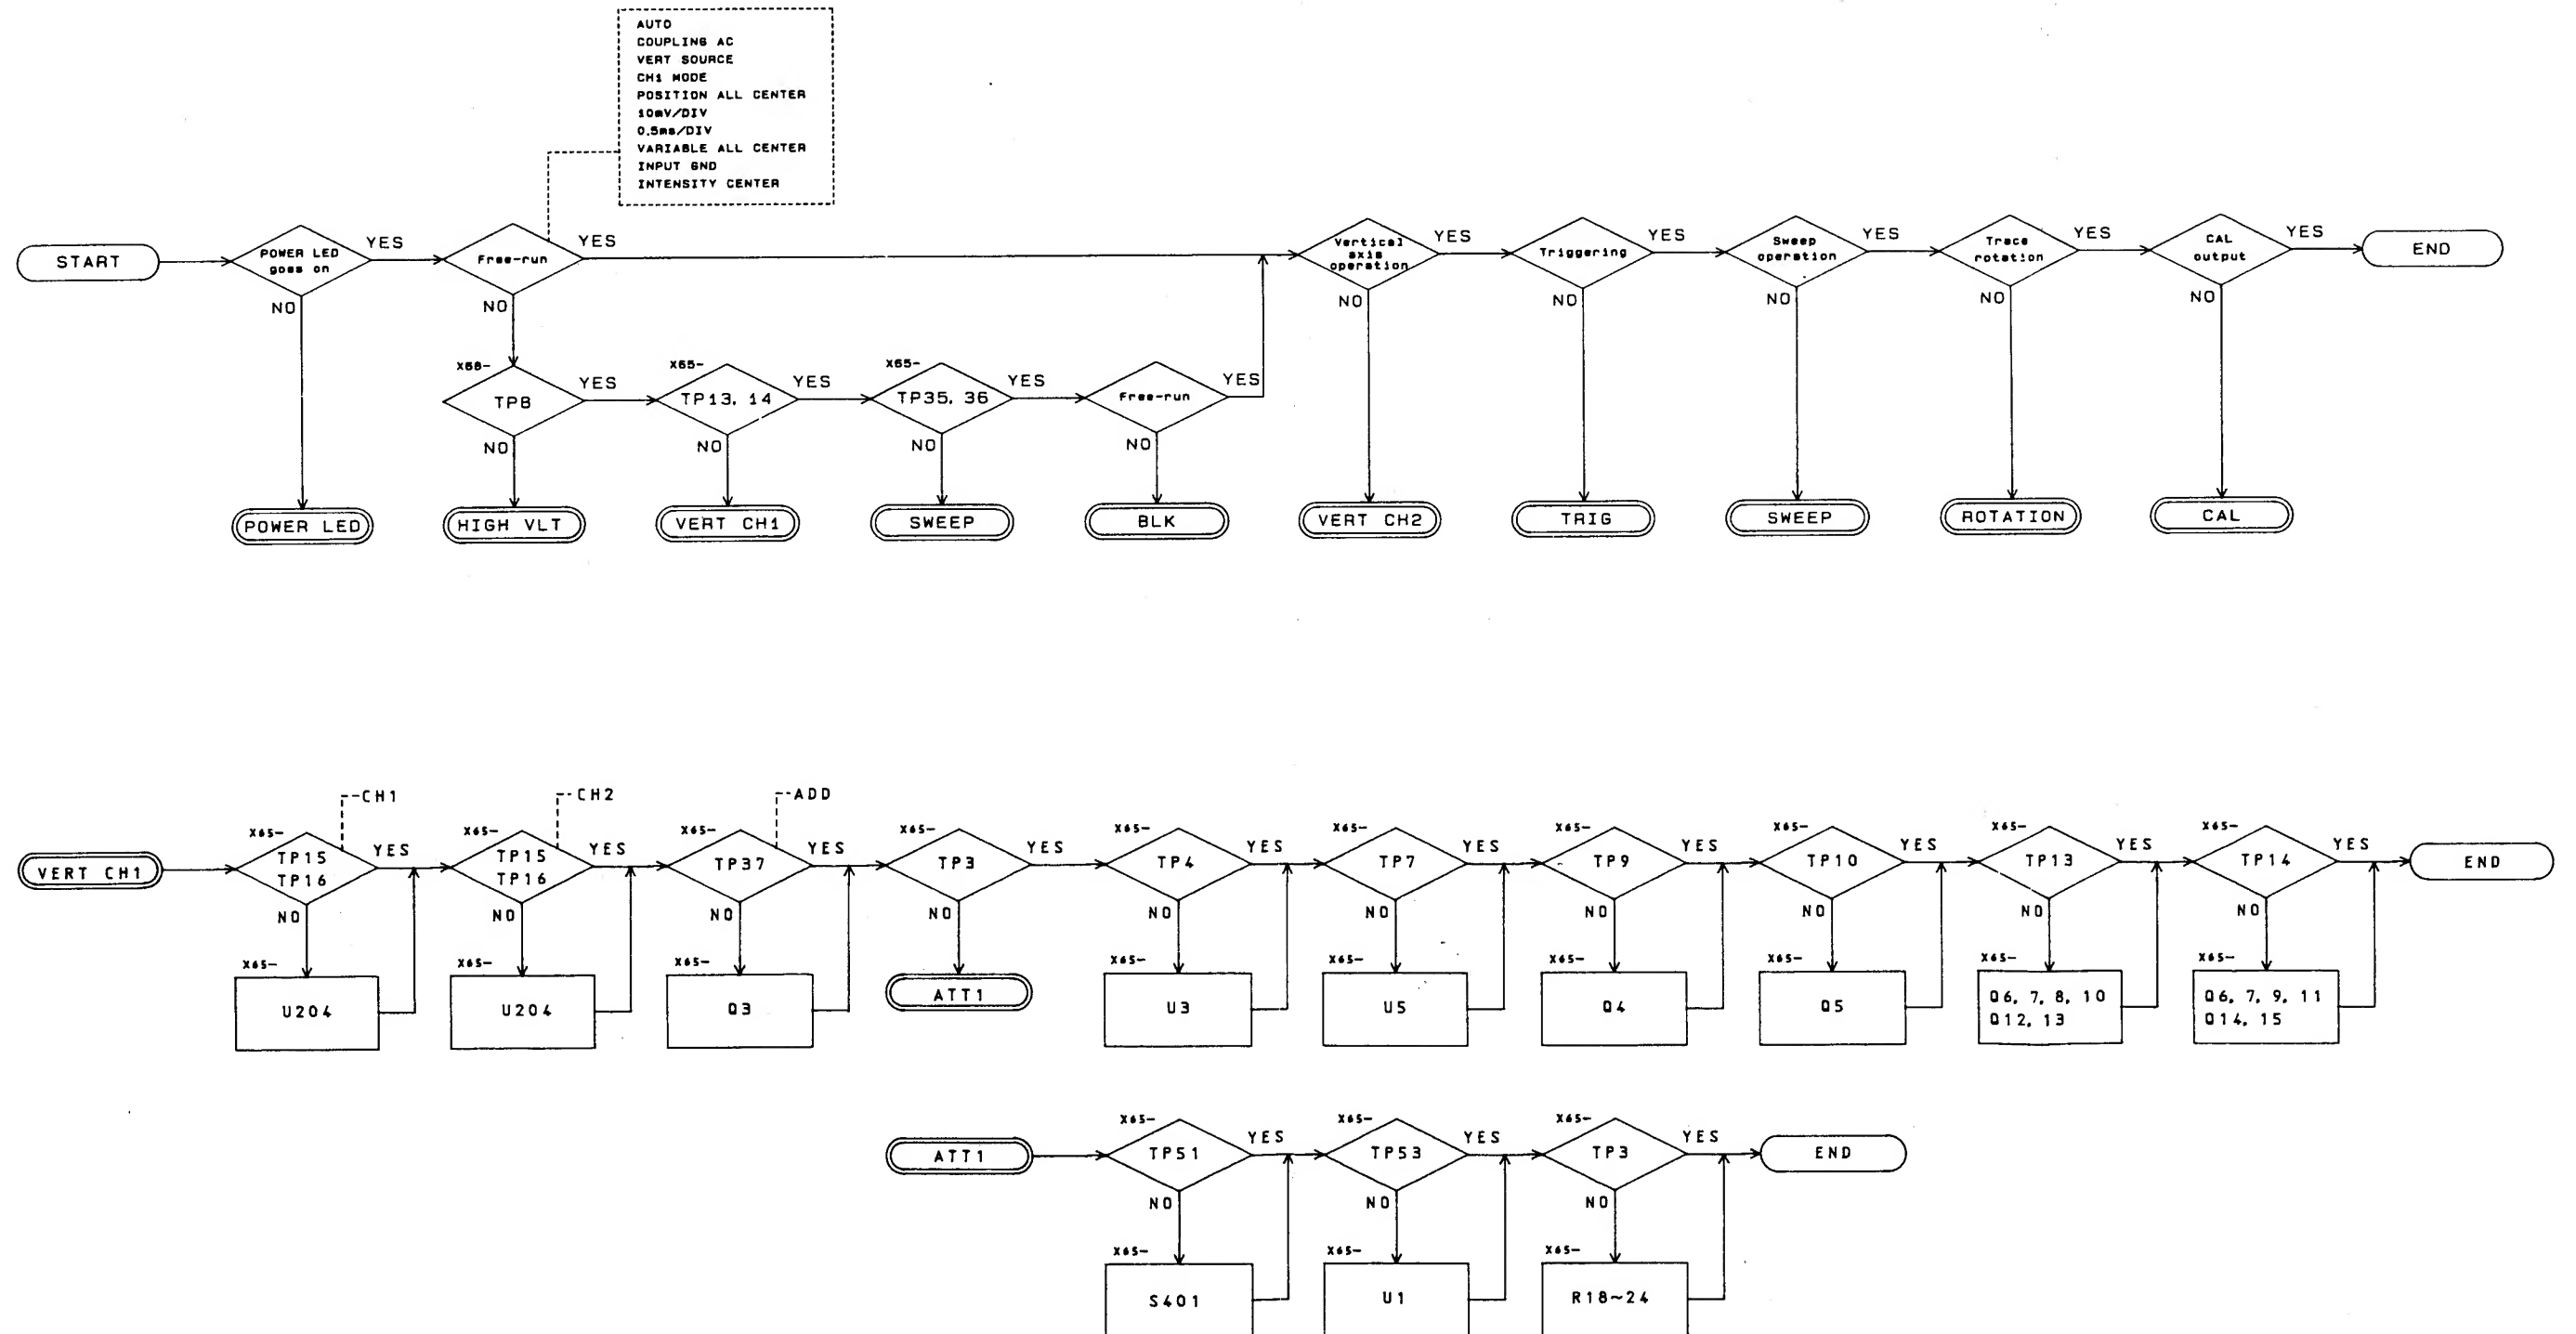 AUTO
COUPLING AC
VERT SOURCE
CH1 MODE
POSITION ALL CENTER
10mV/DIV
0.5ms/DIV
VARIABLE ALL CENTER
INPUT GND
INTENSITY CENTER
START
POWER LED
goes on
YES
NO
Free-run
YES
NO
Vertical
axis
operation
YES
NO
Triggering
YES
NO
Sweep
operation
YES
NO
Trace
rotation
YES
NO
CAL
output
YES
NO
END
X68-
TP8
YES
NO
X65-
TP13, 14
YES
NO
X65-
TP35, 36
YES
NO
Free-run
YES
NO
POWER LED
HIGH VLT
VERT CH1
SWEEP
BLK
VERT CH2
TRIG
SWEEP
ROTATION
CAL
VERT CH1
X65-
--CH1
TP15
TP16
YES
NO
X65-
--CH2
TP15
TP16
YES
NO
X65-
--ADD
TP37
YES
NO
X65-
TP3
YES
NO
X65-
TP4
YES
NO
X65-
TP7
YES
NO
X65-
TP9
YES
NO
X65-
TP10
YES
NO
X65-
TP13
YES
NO
X65-
TP14
YES
NO
END
X65-
U204
X65-
U204
X65-
Q3
ATT1
X65-
U3
X65-
U5
X65-
Q4
X65-
Q5
X65-
Q6, 7, 8, 10
Q12, 13
X65-
Q6, 7, 9, 11
Q14, 15
ATT1
X65-
TP51
YES
NO
X65-
TP53
YES
NO
X65-
TP3
YES
NO
END
X65-
S401
X65-
U1
X65-
R18~24